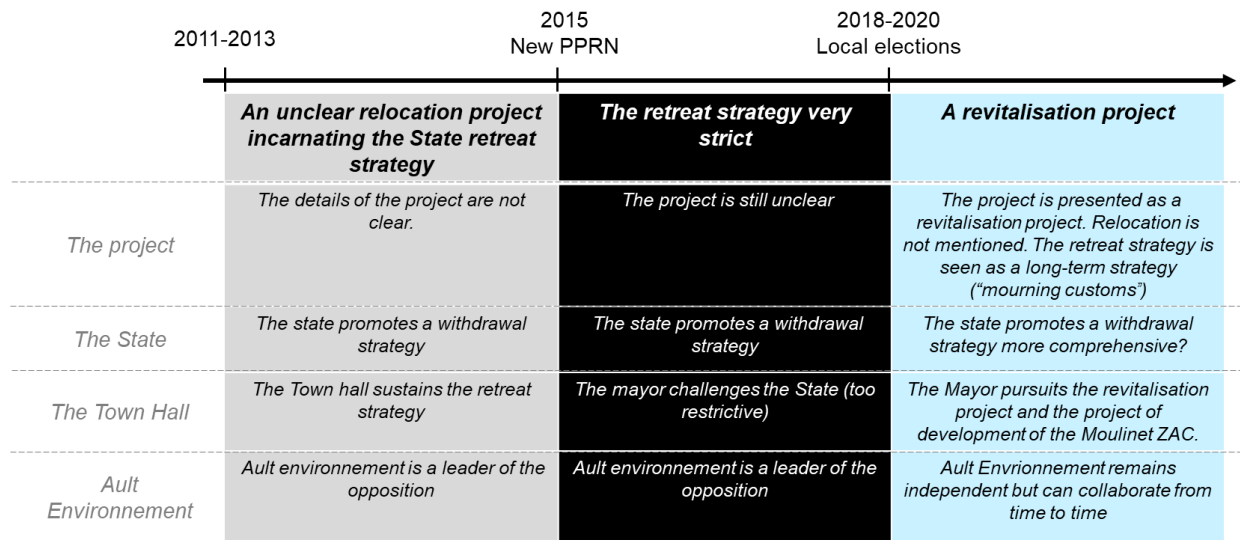 2011-2013
2015
New PPRN
2018-2020
Local elections
An unclear relocation project
incarnating the State retreat
strategy
The retreat strategy very
strict
A revitalisation project
The project
The details of the project are not
clear.
The project is still unclear
The project is presented as a
revitalisation project. Relocation is
not mentioned. The retreat strategy is
seen as a long-term strategy
(“mourning customs”)
The State
The state promotes a withdrawal
strategy
The state promotes a withdrawal
strategy
The state promotes a withdrawal
strategy more comprehensive?
The Town Hall
The Town hall sustains the retreat
strategy
The mayor challenges the State (too
restrictive)
The Mayor pursuits the revitalisation
project and the project of
development of the Moulinet ZAC.
Ault
Environnement
Ault environnement is a leader of the
opposition
Ault environnement is a leader of the
opposition
Ault Envrionnement remains
independent but can collaborate from
time to time